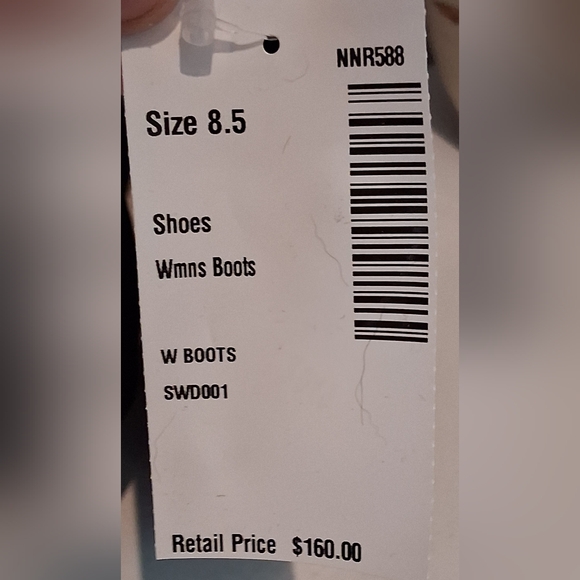 NNR588
Size 8.5
Shoes
Wmns Boots
W BOOTS
SWD001
Retail Price $160.00